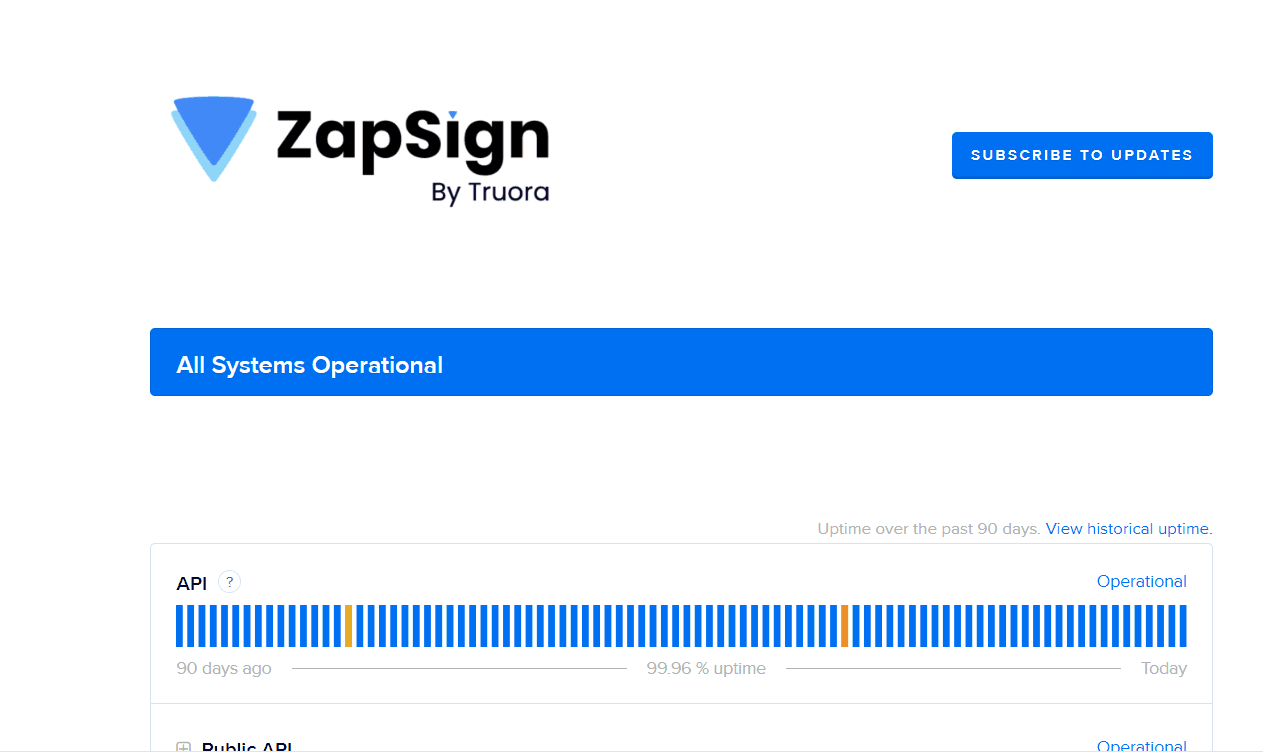 ZapSign
By Truora
SUBSCRIBE TO UPDATES
All Systems Operational
Uptime over the past 90 days. View historical uptime.
API ? Operational
90 days ago 99.96 % uptime Today
Public API Operational